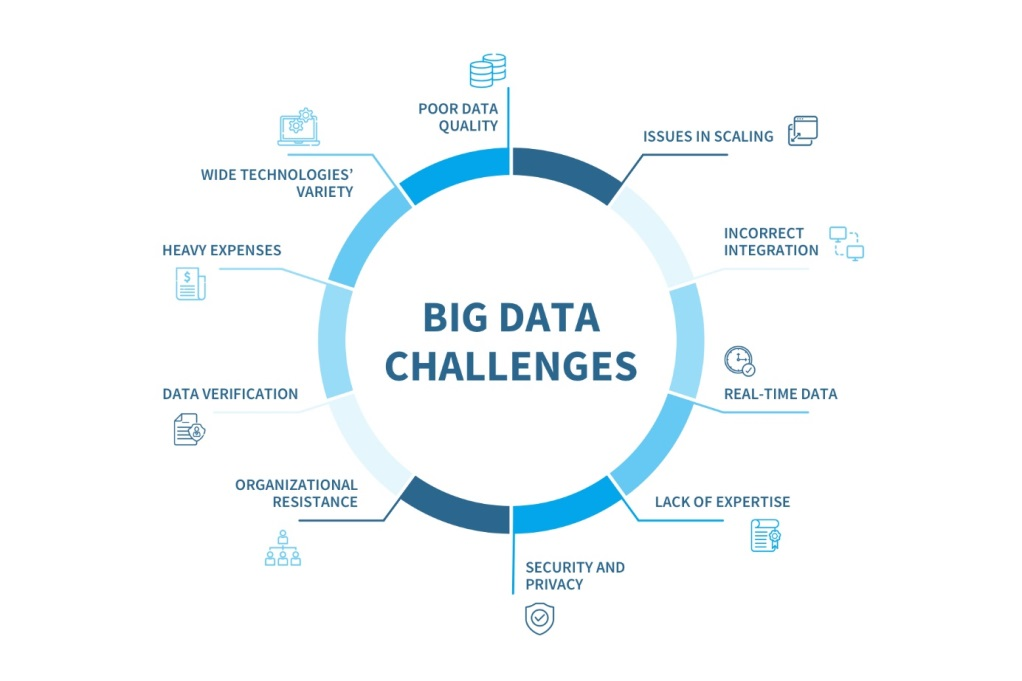 POOR DATA
QUALITY
ISSUES IN SCALING
WIDE TECHNOLOGIES’
VARIETY
INCORRECT
INTEGRATION
HEAVY EXPENSES
$
BIG DATA
CHALLENGES
DATA VERIFICATION
REAL-TIME DATA
ORGANIZATIONAL
RESISTANCE
LACK OF EXPERTISE
SECURITY AND
PRIVACY